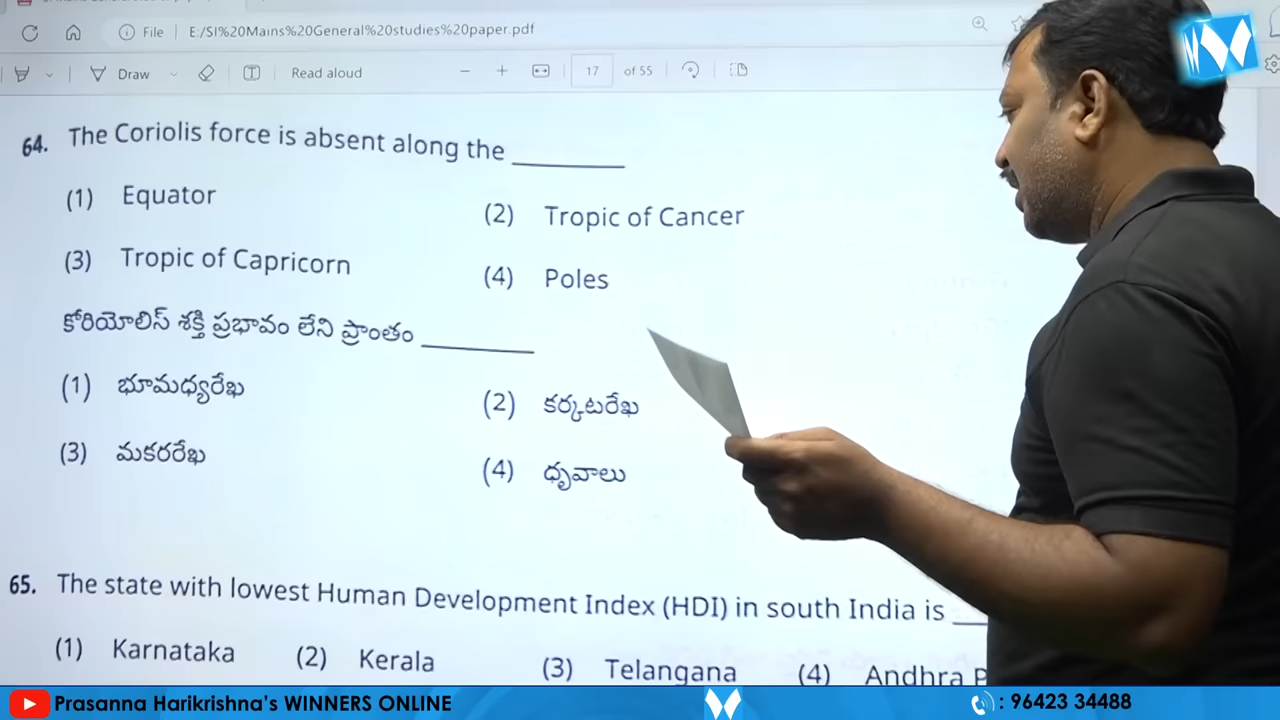 File E:/SI%20Mains%20General%20studies%20paper.pdf
Draw Read aloud 17 of 55
64. The Coriolis force is absent along the ________
(1) Equator (2) Tropic of Cancer
(3) Tropic of Capricorn (4) Poles
కోరియోలిస్ శక్తి ప్రభావం లేని ప్రాంతం ________
(1) భూమధ్యరేఖ (2) కర్కటరేఖ
(3) మకరరేఖ (4) ధృవాలు
65. The state with lowest Human Development Index (HDI) in south India is __
(1) Karnataka (2) Kerala (3) Telangana (4) Andhra P
Prasanna Harikrishna's WINNERS ONLINE : 96423 34488